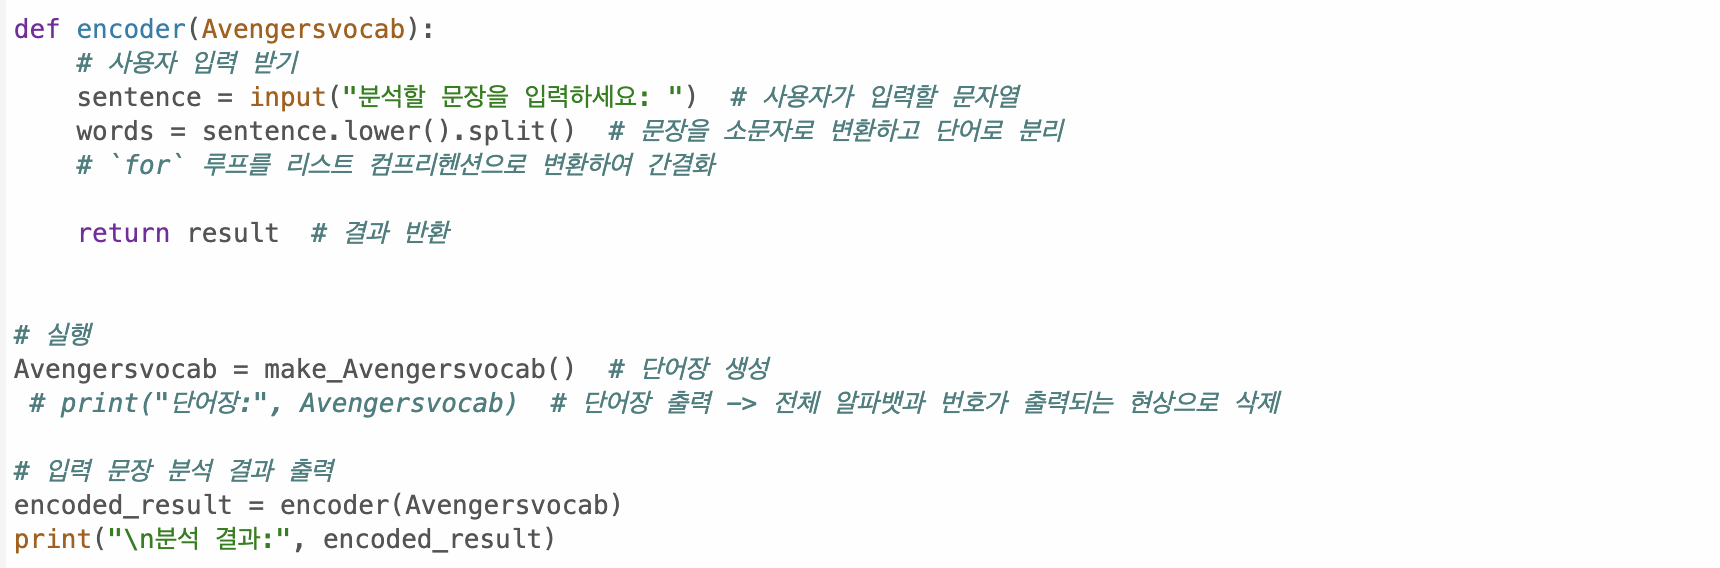 def encoder(Avengersvocab):
    # 사용자 입력 받기
    sentence = input("분석할 문장을 입력하세요: ")  # 사용자가 입력할 문자열
    words = sentence.lower().split()  # 문장을 소문자로 변환하고 단어로 분리
    # `for` 루프를 리스트 컴프리헨션으로 변환하여 간결화
    return result  # 결과 반환
# 실행
Avengersvocab = make_Avengersvocab()  # 단어장 생성
 # print("단어장:", Avengersvocab)  # 단어장 출력 -> 전체 알파벳과 번호가 출력되는 현상으로 삭제
# 입력 문장 분석 결과 출력
encoded_result = encoder(Avengersvocab)
print("\n분석 결과:", encoded_result)